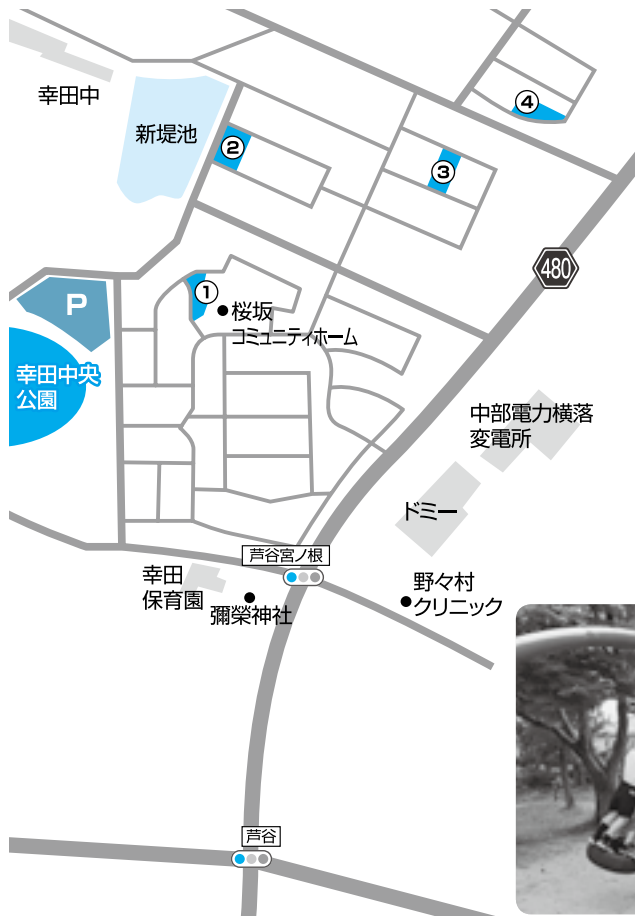 幸田中
新堤池
④
②
③
480
①
P
桜坂
コミュニティホーム
幸田中央
公園
中部電力横落
変電所
ドミー
芦谷宮ノ根
幸田
保育園
彌榮神社
野々村
クリニック
芦谷